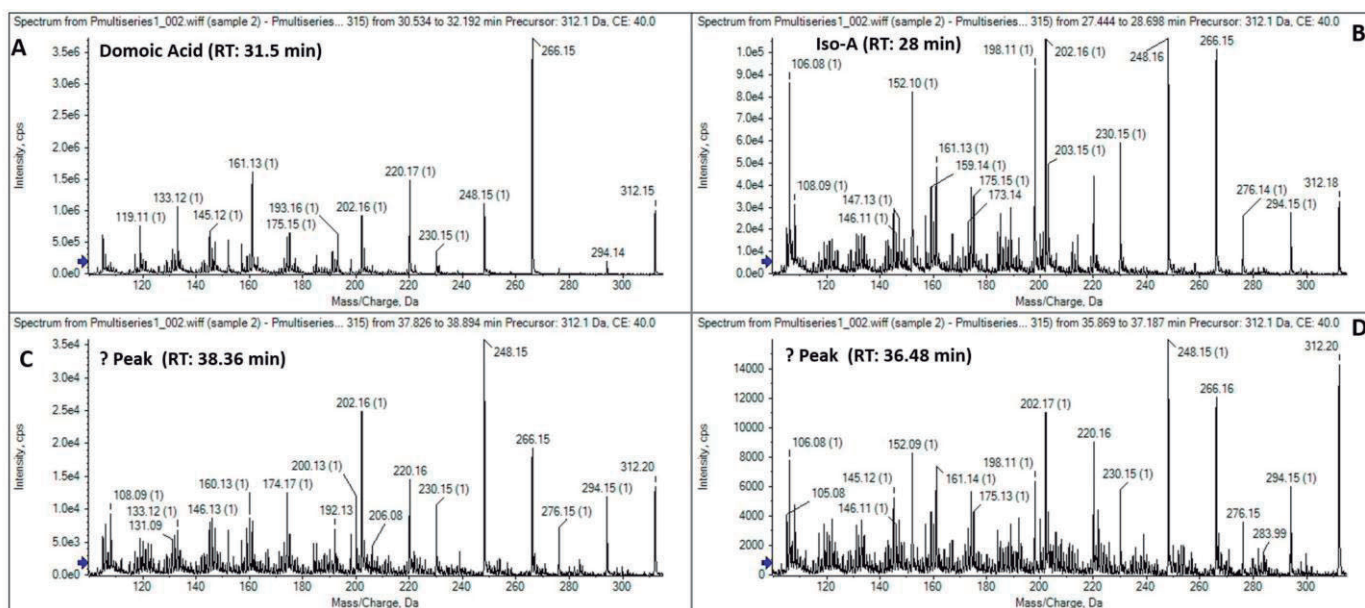 Spectrum from Pmultiseries1_002.wiff (sample 2) - Pmultiseries... 315) from 30.534 to 32.192 min Precursor: 312.1 Da, CE: 40.0
A
Domoic Acid (RT: 31.5 min)
3.5e6
3.0e6
2.5e6
2.0e6
1.5e6
1.0e6
5.0e5
0.0e0
Intensity, cps
119.11 (1)
133.12 (1)
145.12 (1)
161.13 (1)
175.15 (1)
193.16 (1)
202.16 (1)
220.17 (1)
230.15 (1)
248.15 (1)
266.15
294.14
312.15
120 140 160 180 200 220 240 260 280 300
Mass/Charge, Da
Spectrum from Pmultiseries1_002.wiff (sample 2) - Pmultiseries... 315) from 27.444 to 28.698 min Precursor: 312.1 Da, CE: 40.0
B
Iso-A (RT: 28 min)
1.0e5
9.0e4
8.0e4
7.0e4
6.0e4
5.0e4
4.0e4
3.0e4
2.0e4
1.0e4
0.0e0
Intensity, cps
106.08 (1)
108.09 (1)
147.13 (1)
146.11 (1)
152.10 (1)
161.13 (1)
159.14 (1)
175.15 (1)
173.14
198.11 (1)
202.16 (1)
203.15 (1)
230.15 (1)
248.16
266.15
276.14 (1)
294.15 (1)
312.18
120 140 160 180 200 220 240 260 280 300
Mass/Charge, Da
Spectrum from Pmultiseries1_002.wiff (sample 2) - Pmultiseries... 315) from 37.826 to 38.894 min Precursor: 312.1 Da, CE: 40.0
C
? Peak (RT: 38.36 min)
3.5e4
3.0e4
2.5e4
2.0e4
1.5e4
1.0e4
5.0e3
0.0e0
Intensity, cps
108.09 (1)
133.12 (1)
131.09
146.13 (1)
160.13 (1)
174.17 (1)
192.13
200.13 (1)
202.16 (1)
206.08
220.16
230.15 (1)
248.15
266.15
276.15 (1)
294.15 (1)
312.20
120 140 160 180 200 220 240 260 280 300
Mass/Charge, Da
Spectrum from Pmultiseries1_002.wiff (sample 2) - Pmultiseries... 315) from 35.869 to 37.187 min Precursor: 312.1 Da, CE: 40.0
D
? Peak (RT: 36.48 min)
14000
12000
10000
8000
6000
4000
2000
0
Intensity, cps
106.08 (1)
105.08
145.12 (1)
146.11 (1)
152.09 (1)
161.14 (1)
175.13 (1)
198.11 (1)
202.17 (1)
220.16
230.15 (1)
248.15 (1)
266.16
276.15
283.99
294.15 (1)
312.20
120 140 160 180 200 220 240 260 280 300
Mass/Charge, Da